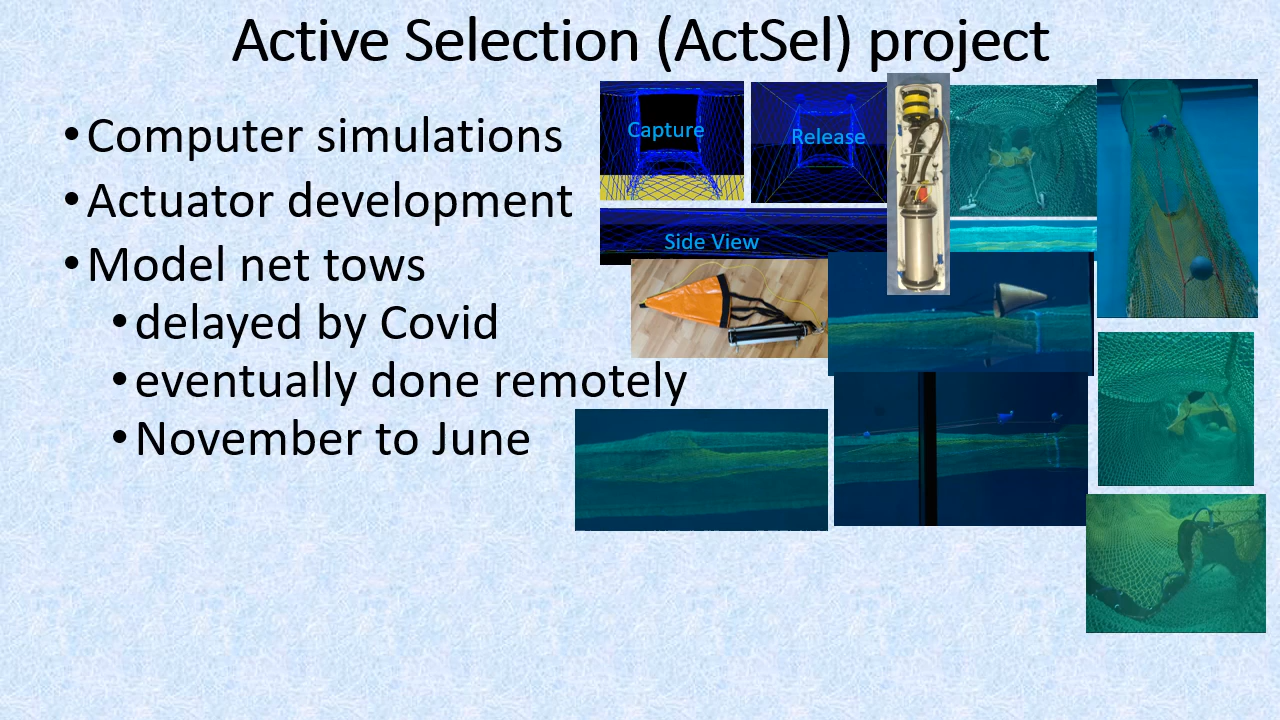 Active Selection (ActSel) project
• Computer simulations
• Actuator development
• Model net tows
• delayed by Covid
• eventually done remotely
• November to June
Capture
Release
Side View